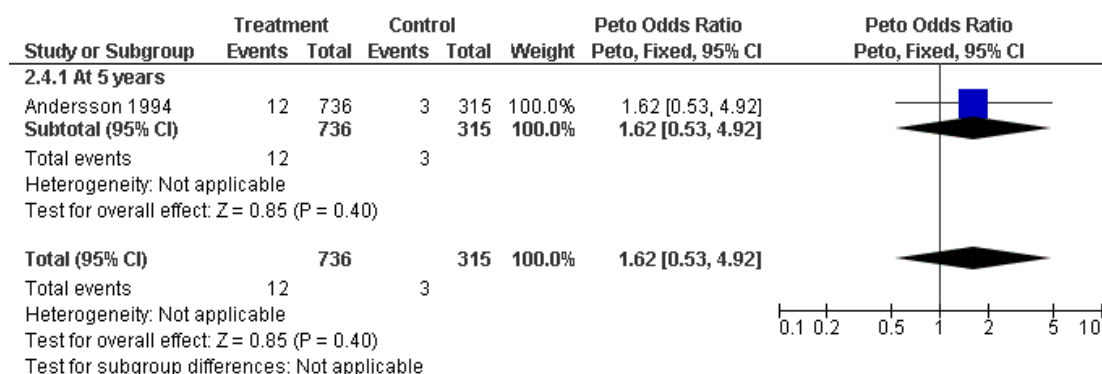 Treatment Control Peto Odds Ratio Peto Odds Ratio
Study or Subgroup Events Total Events Total Weight Peto, Fixed, 95% CI Peto, Fixed, 95% CI
2.4.1 At 5 years
Andersson 1994 12 736 3 315 100.0% 1.62 [0.53, 4.92]
Subtotal (95% CI) 736 315 100.0% 1.62 [0.53, 4.92]
Total events 12 3
Heterogeneity: Not applicable
Test for overall effect: Z = 0.85 (P = 0.40)
Total (95% CI) 736 315 100.0% 1.62 [0.53, 4.92]
Total events 12 3
Heterogeneity: Not applicable
Test for overall effect: Z = 0.85 (P = 0.40)
Test for subgroup differences: Not applicable
0.1 0.2 0.5 1 2 5 10